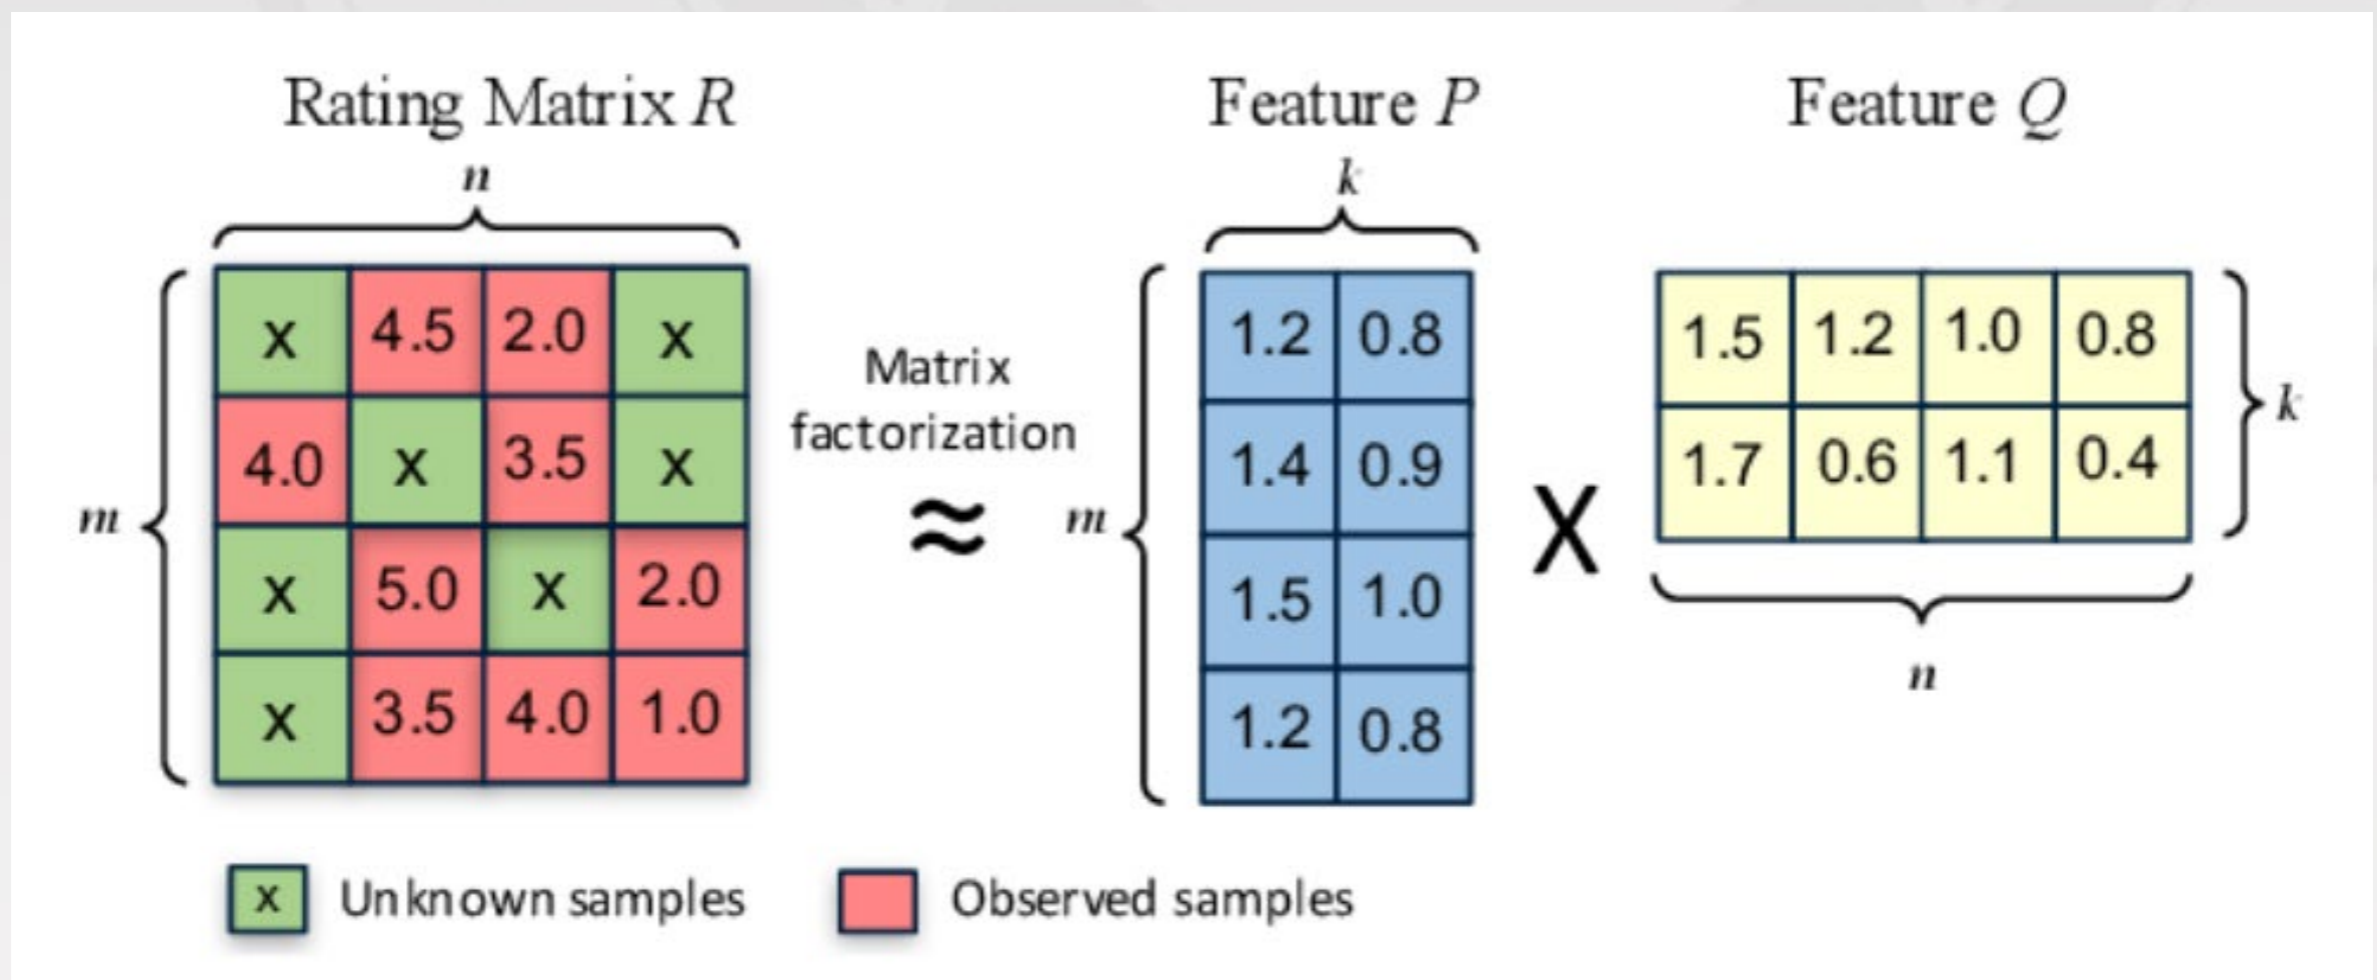 Rating Matrix R
Feature P
Feature Q
n
k
x 4.5 2.0 x
4.0 x 3.5 x
x 5.0 x 2.0
x 3.5 4.0 1.0
m
Matrix
factorization
≈
m
1.2 0.8
1.4 0.9
1.5 1.0
1.2 0.8
X
1.5 1.2 1.0 0.8
1.7 0.6 1.1 0.4
k
n
x Unknown samples
Observed samples